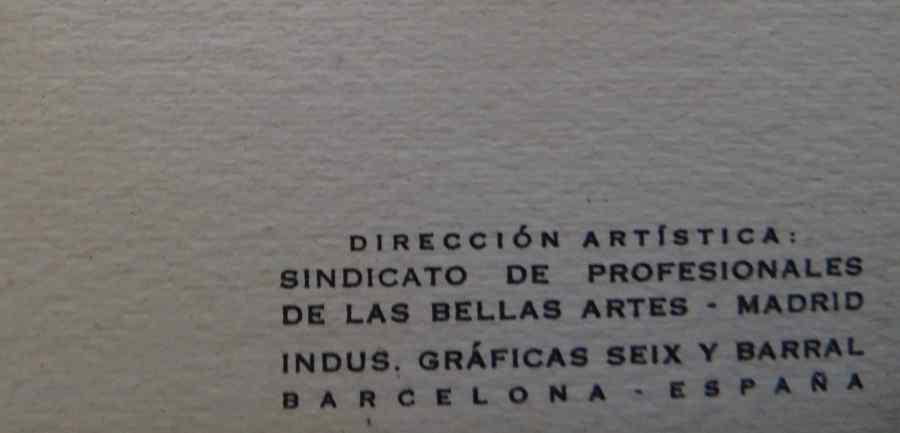 DIRECCIÓN ARTÍSTICA:
SINDICATO DE PROFESIONALES
DE LAS BELLAS ARTES - MADRID
INDUS. GRÁFICAS SEIX Y BARRAL
BARCELONA - ESPAÑA